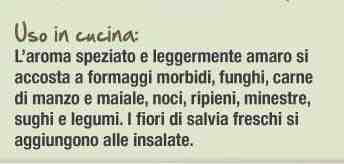 Uso in cucina:
L'aroma speziato e leggermente amaro si
accosta a formaggi morbidi, funghi, carne
di manzo e maiale, noci, ripieni, minestre,
sughi e legumi. I fiori di salvia freschi si
aggiungono alle insalate.